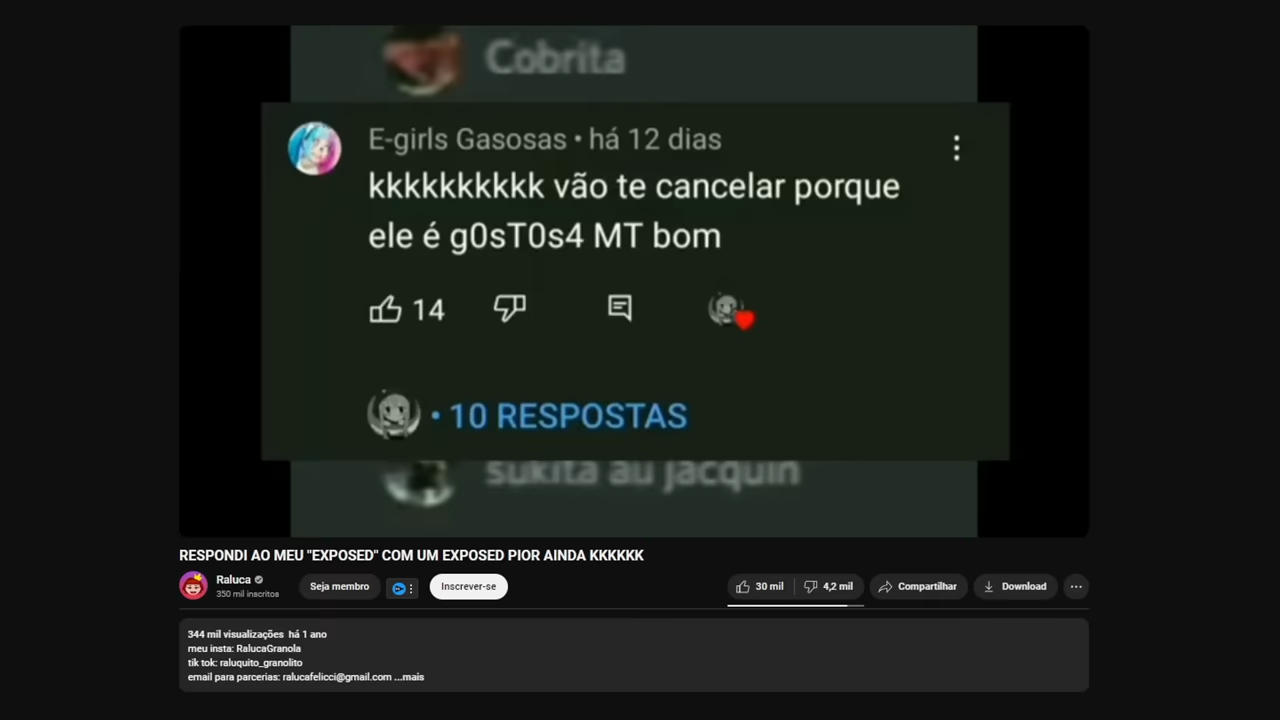 Cobrita
E-girls Gasosas • há 12 dias
kkkkkkkkkk vão te cancelar porque
ele é g0sT0s4 MT bom
14
• 10 RESPOSTAS
sukita au jacquin
RESPONDI AO MEU "EXPOSED" COM UM EXPOSED PIOR AINDA KKKKKK
Raluca
350 mil inscritos
Seja membro
Inscrever-se
30 mil
4,2 mil
Compartilhar
Download
344 mil visualizações há 1 ano
meu insta: RalucaGranola
tik tok: raluquito_granolito
email para parcerias: ralucafelicci@gmail.com ...mais